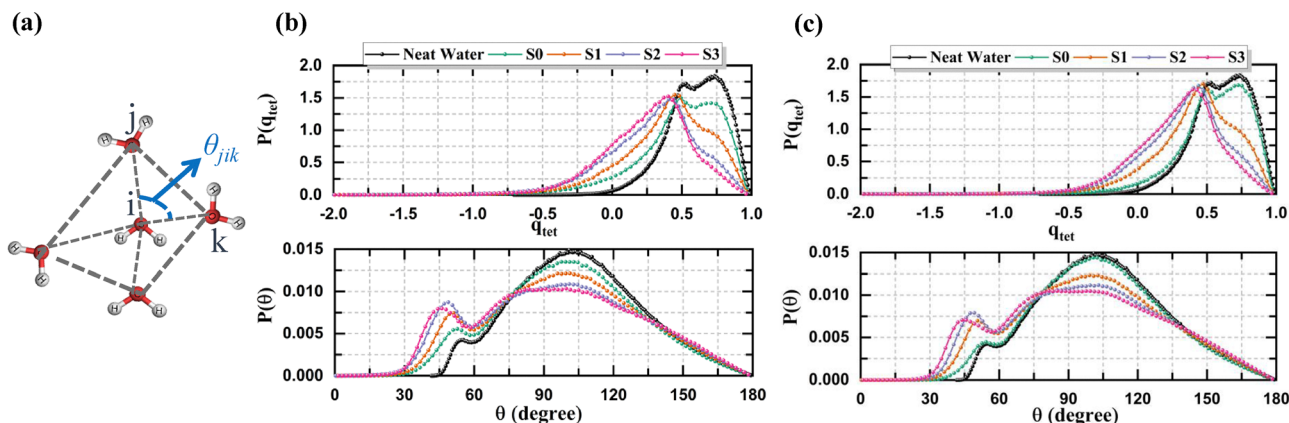 (a)
j
θjik
i
k
H H
H H
H H
H H
H H
(b)
Neat Water S0 S1 S2 S3
P(qtet)
2.0
1.5
1.0
0.5
0.0
-2.0 -1.5 -1.0 -0.5 0.0 0.5 1.0
qtet
P(θ)
0.015
0.010
0.005
0.000
0 30 60 90 120 150 180
θ (degree)
(c)
Neat Water S0 S1 S2 S3
P(qtet)
2.0
1.5
1.0
0.5
0.0
-2.0 -1.5 -1.0 -0.5 0.0 0.5 1.0
qtet
P(θ)
0.015
0.010
0.005
0.000
0 30 60 90 120 150 180
θ (degree)